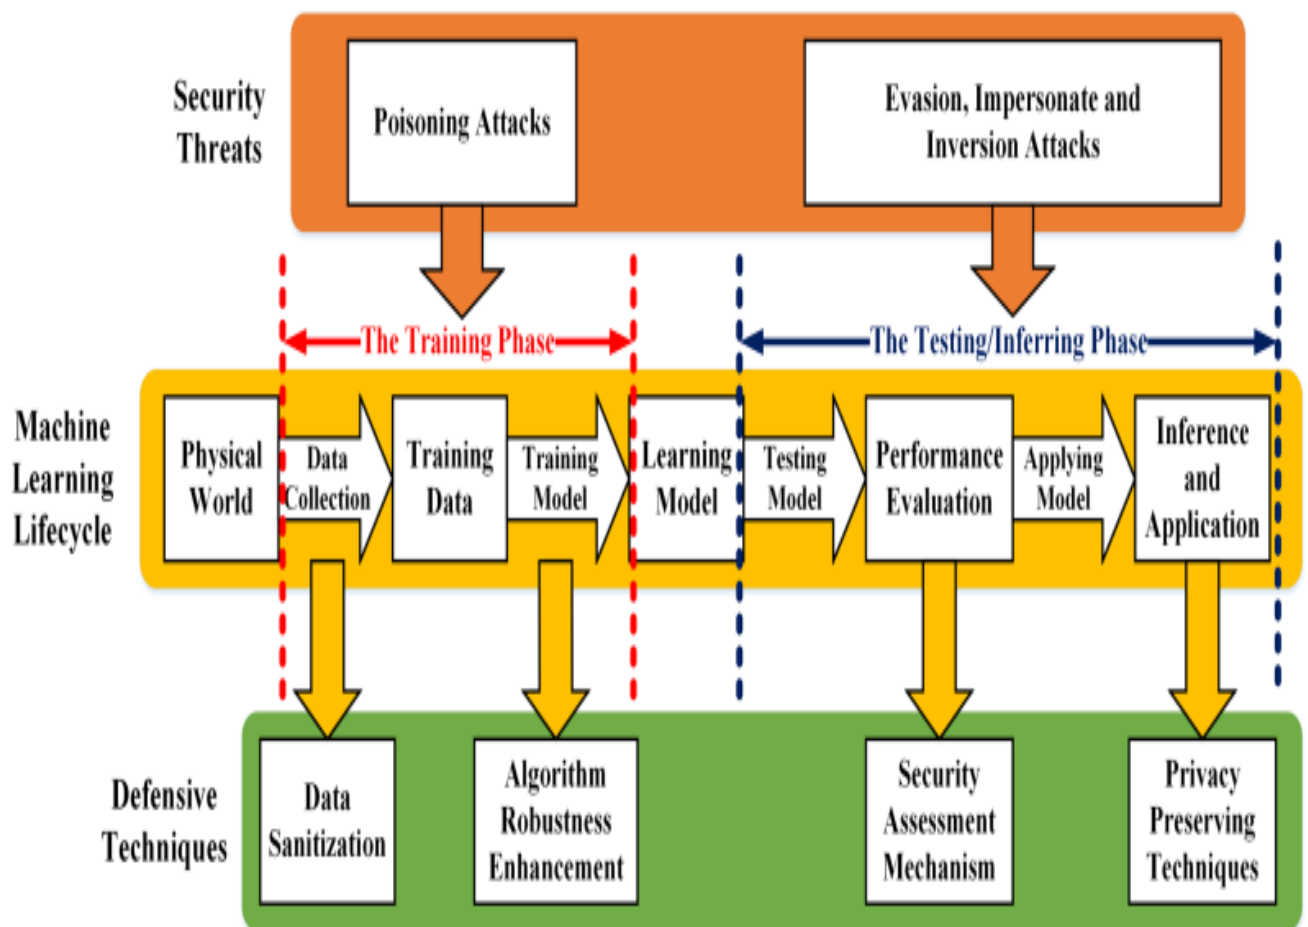 Security
Threats
Poisoning Attacks
Evasion, Impersonate and
Inversion Attacks
The Training Phase
The Testing/Inferring Phase
Machine
Learning
Lifecycle
Physical
World
Data
Collection
Training
Data
Training
Model
Learning
Model
Testing
Model
Performance
Evaluation
Applying
Model
Inference
and
Application
Defensive
Techniques
Data
Sanitization
Algorithm
Robustness
Enhancement
Security
Assessment
Mechanism
Privacy
Preserving
Techniques